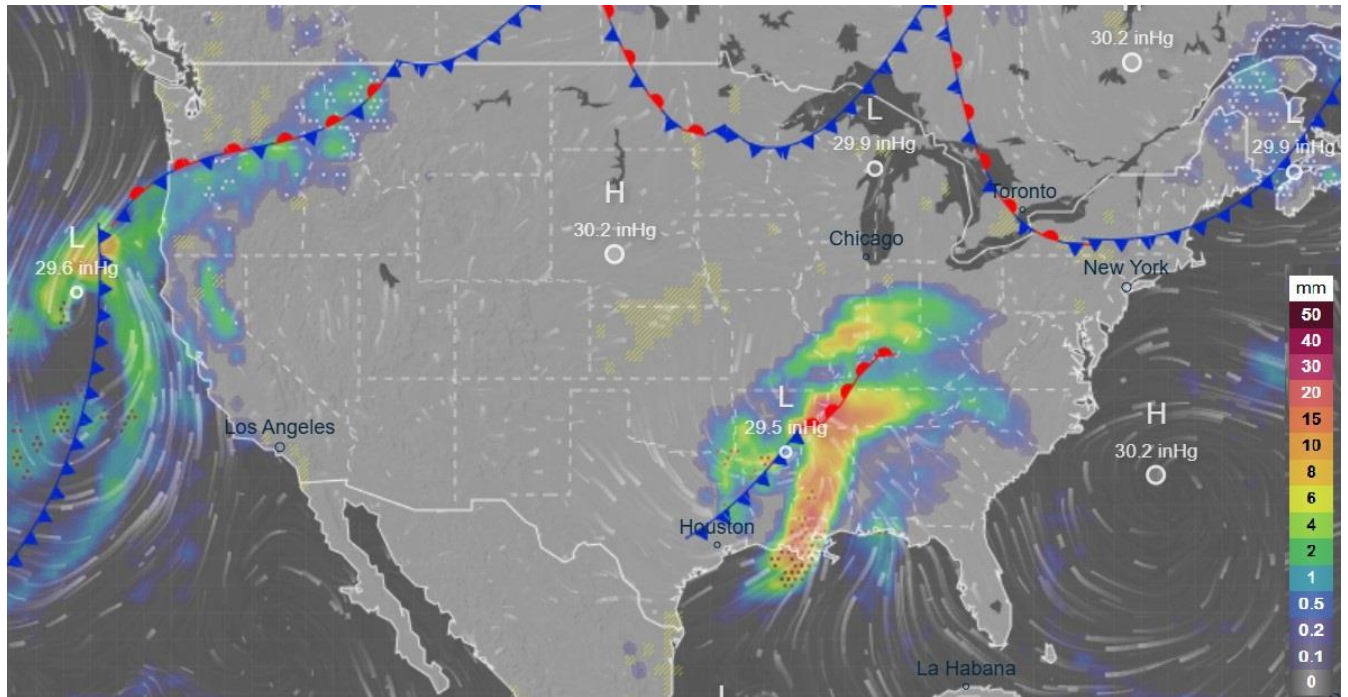 H
30.2 inHg
L
29.9 inHg
L
29.9 inHg
H
30.2 inHg
Toronto
Chicago
New York
L
29.6 inHg
mm
50
40
30
20
15
10
8
6
4
2
1
0.5
0.2
0.1
0
L
29.5 inHg
H
30.2 inHg
Los Angeles
Houston
La Habana
L